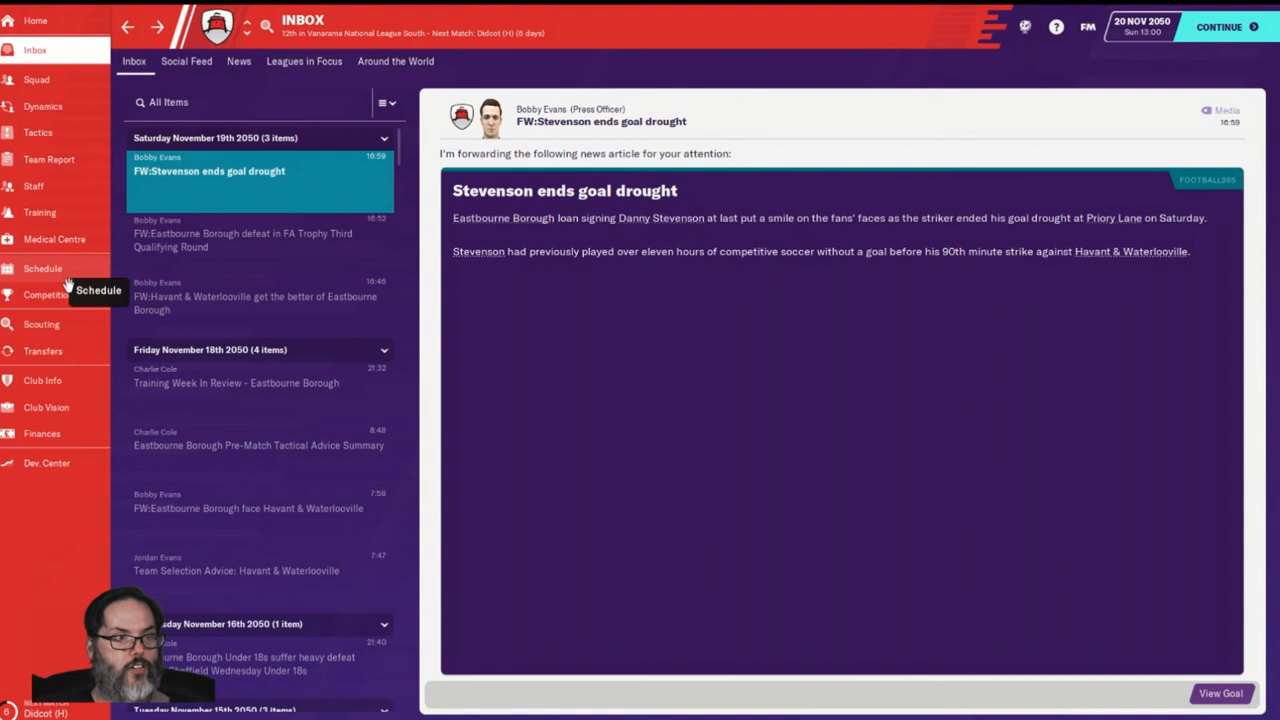 Home
Inbox
Squad
Dynamics
Tactics
Team Report
Staff
Training
Medical Centre
Schedule
Competitio
Schedule
Scouting
Transfers
Club Info
Club Vision
Finances
Dev. Center
6
NEXT MATCH
Didcot (H)
INBOX
12th in Vanarama National League South - Next Match: Didcot (H) (6 days)
?
FM
20 NOV 2050
Sun 13:00
CONTINUE
Inbox
Social Feed
News
Leagues in Focus
Around the World
All Items
Saturday November 19th 2050 (3 items)
Bobby Evans
16:59
FW:Stevenson ends goal drought
Bobby Evans
16:52
FW:Eastbourne Borough defeat in FA Trophy Third
Qualifying Round
Bobby Evans
16:46
FW:Havant & Waterlooville get the better of Eastbourne
Borough
Friday November 18th 2050 (4 items)
Charlie Cole
21:32
Training Week In Review - Eastbourne Borough
Charlie Cole
8:48
Eastbourne Borough Pre-Match Tactical Advice Summary
Bobby Evans
7:58
FW:Eastbourne Borough face Havant & Waterlooville
Jordan Evans
7:47
Team Selection Advice: Havant & Waterlooville
sday November 16th 2050 (1 item)
Cole
21:40
urne Borough Under 18s suffer heavy defeat
Sheffield Wednesday Under 18s
Tuesday November 15th 2050 (3 items)
Bobby Evans (Press Officer)
FW:Stevenson ends goal drought
Media
16:59
I'm forwarding the following news article for your attention:
FOOTBALL365
Stevenson ends goal drought
Eastbourne Borough loan signing Danny Stevenson at last put a smile on the fans' faces as the striker ended his goal drought at Priory Lane on Saturday.
Stevenson had previously played over eleven hours of competitive soccer without a goal before his 90th minute strike against Havant & Waterlooville.
View Goal